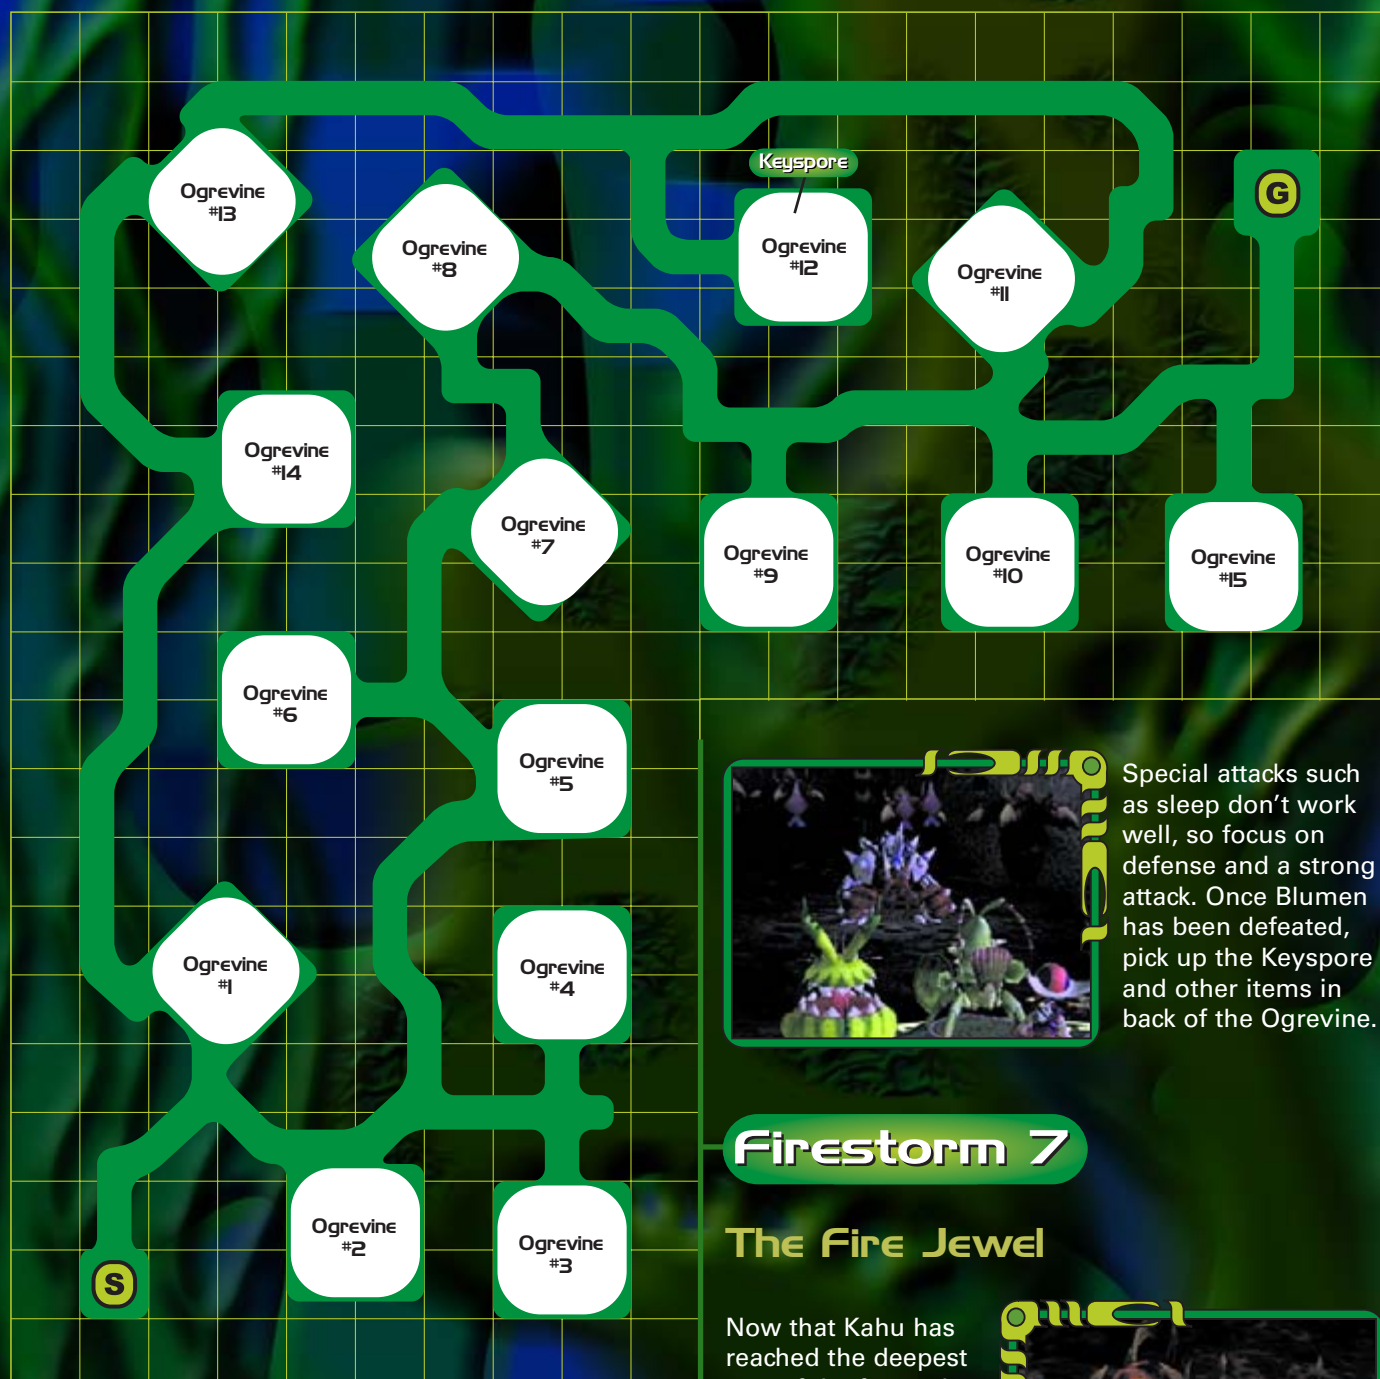 Keyspore
G
Ogrevine
#13
Ogrevine
#8
Ogrevine
#12
Ogrevine
#11
Ogrevine
#14
Ogrevine
#7
Ogrevine
#9
Ogrevine
#10
Ogrevine
#15
Ogrevine
#6
Ogrevine
#5
Ogrevine
#1
Ogrevine
#4
Ogrevine
#2
Ogrevine
#3
S
Special attacks such
as sleep don’t work
well, so focus on
defense and a strong
attack. Once Blumen
has been defeated,
pick up the Keyspore
and other items in
back of the Ogrevine.
Firestorm 7
The Fire Jewel
Now that Kahu has
reached the deepest